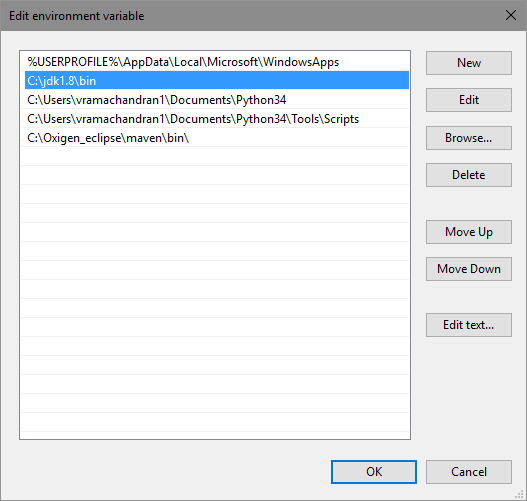 Edit environment variable
%USERPROFILE%\AppData\Local\Microsoft\WindowsApps
C:\jdk1.8\bin
C:\Users\vramachandran1\Documents\Python34
C:\Users\vramachandran1\Documents\Python34\Tools\Scripts
C:\Oxigen_eclipse\maven\bin\
New
Edit
Browse...
Delete
Move Up
Move Down
Edit text...
OK
Cancel